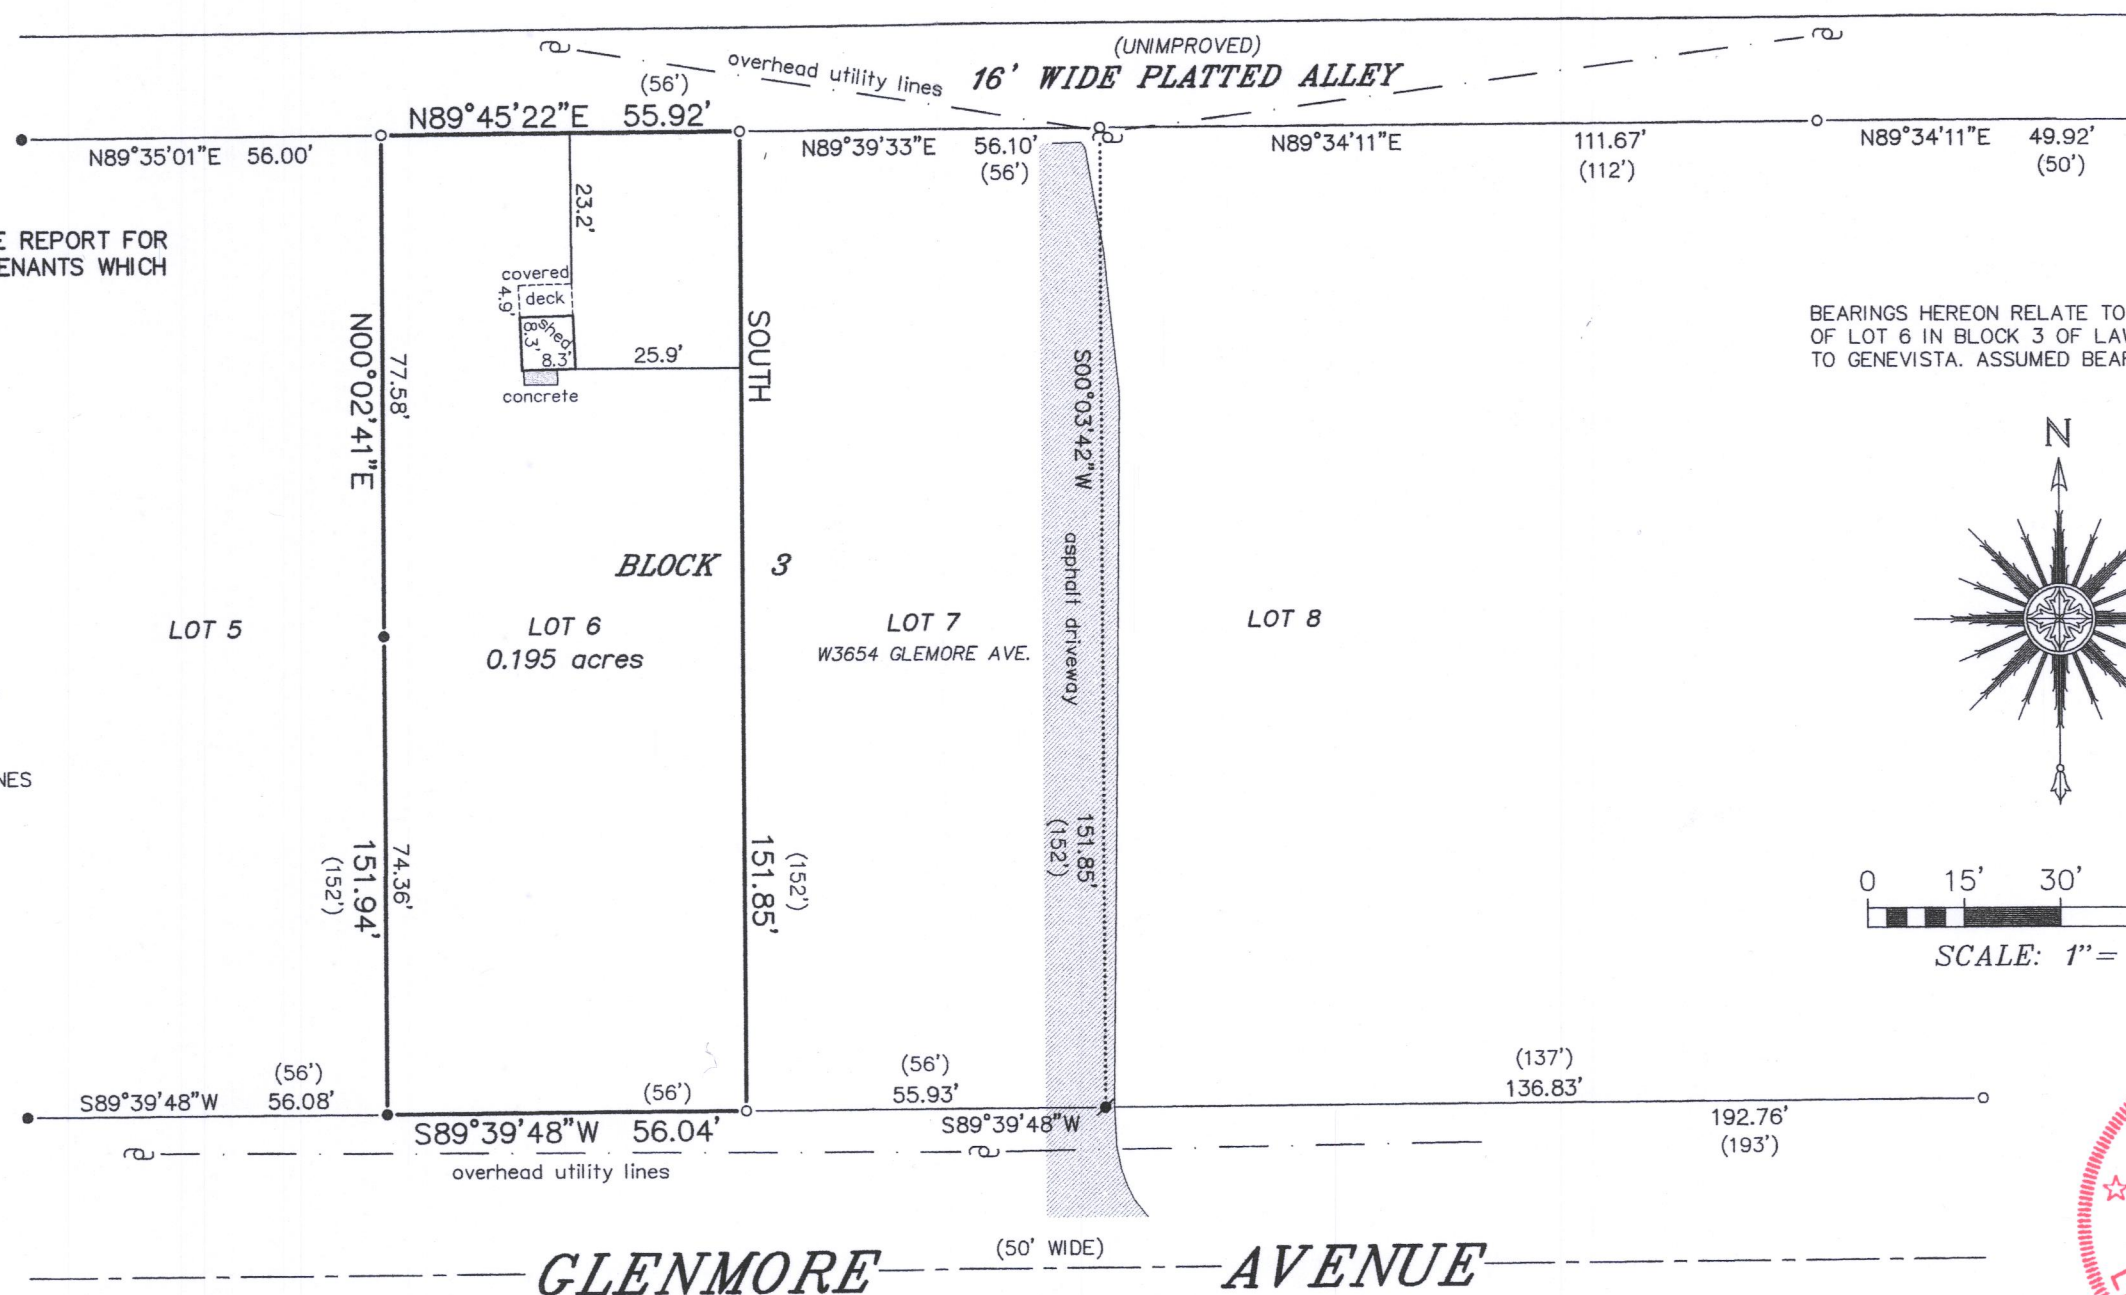 (UNIMPROVED)
16' WIDE PLATTED ALLEY
overhead utility lines
(56')
N89°45'22"E 55.92'
N89°35'01"E 56.00'
N89°39'33"E 56.10'
(56')
N89°34'11"E 111.67'
(112')
N89°34'11"E 49.92'
(50')
E REPORT FOR
ENANTS WHICH
23.2'
covered
deck
4.9'
shed
8.3'
8.3'
25.9'
concrete
N00°02'41"E
77.58'
SOUTH
S00°03'42"W
BEARINGS HEREON RELATE TO
OF LOT 6 IN BLOCK 3 OF LAW
TO GENEVISTA. ASSUMED BEAR
N
BLOCK 3
asphalt driveway
LOT 5
LOT 6
0.195 acres
LOT 7
W3654 GLEMORE AVE.
LOT 8
NES
74.36'
151.94'
(152')
(152')
151.85'
151.85'
(152')
0 15' 30'
SCALE: 1"=
(56')
S89°39'48"W 56.08'
(56')
S89°39'48"W 56.04'
(56')
55.93'
S89°39'48"W
(137')
136.83'
192.76'
(193')
overhead utility lines
(50' WIDE)
GLENMORE AVENUE